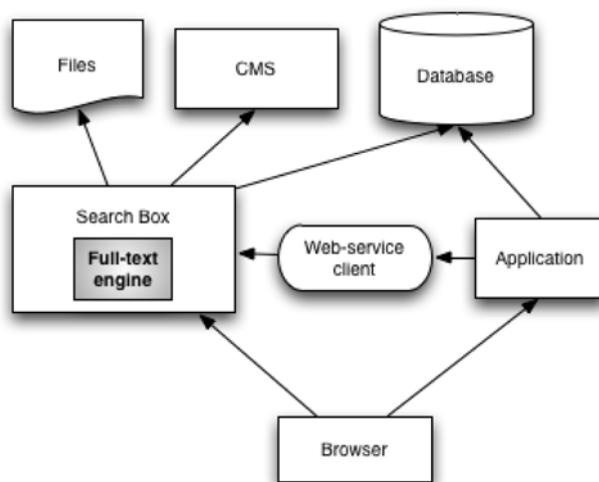 Files
CMS
Database
Search Box
Full-text
engine
Web-service
client
Application
Browser